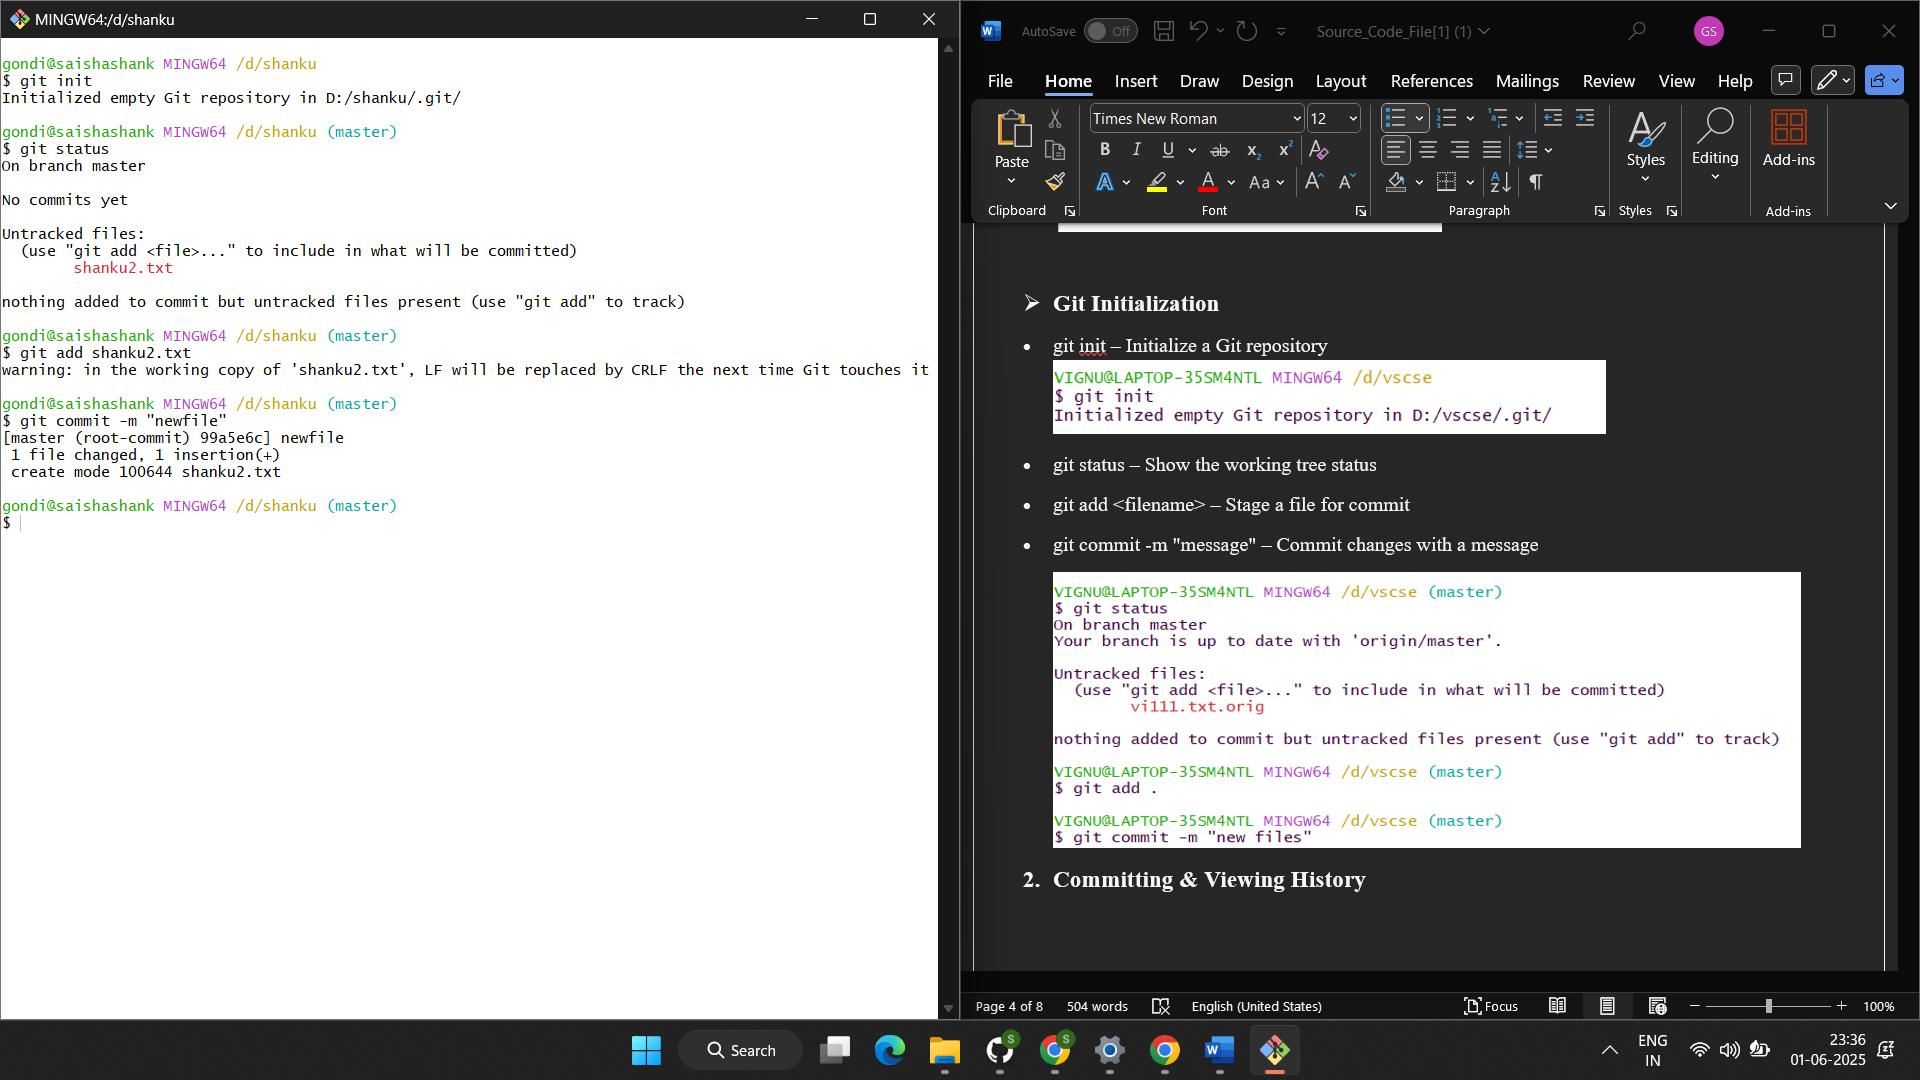 MINGW64:/d/shanku
gondi@saishashank MINGW64 /d/shanku
$ git init
Initialized empty Git repository in D:/shanku/.git/
gondi@saishashank MINGW64 /d/shanku (master)
$ git status
On branch master
No commits yet
Untracked files:
(use "git add <file>..." to include in what will be committed)
shanku2.txt
nothing added to commit but untracked files present (use "git add" to track)
gondi@saishashank MINGW64 /d/shanku (master)
$ git add shanku2.txt
warning: in the working copy of 'shanku2.txt', LF will be replaced by CRLF the next time Git touches it
gondi@saishashank MINGW64 /d/shanku (master)
$ git commit -m "newfile"
[master (root-commit) 99a5e6c] newfile
1 file changed, 1 insertion(+)
create mode 100644 shanku2.txt
gondi@saishashank MINGW64 /d/shanku (master)
$
AutoSave Off Source_Code_File[1] (1) GS
File Home Insert Draw Design Layout References Mailings Review View Help
Paste
Times New Roman 12
B I U ab x₂ x²
A A Aa A A
Styles
Editing
Add-ins
Clipboard Font Paragraph Styles Add-ins
➢ Git Initialization
• git init – Initialize a Git repository
VIGNU@LAPTOP-35SM4NTL MINGW64 /d/vscse
$ git init
Initialized empty Git repository in D:/vscse/.git/
• git status – Show the working tree status
• git add <filename> – Stage a file for commit
• git commit -m "message" – Commit changes with a message
VIGNU@LAPTOP-35SM4NTL MINGW64 /d/vscse (master)
$ git status
On branch master
Your branch is up to date with 'origin/master'.
Untracked files:
(use "git add <file>..." to include in what will be committed)
vi111.txt.orig
nothing added to commit but untracked files present (use "git add" to track)
VIGNU@LAPTOP-35SM4NTL MINGW64 /d/vscse (master)
$ git add .
VIGNU@LAPTOP-35SM4NTL MINGW64 /d/vscse (master)
$ git commit -m "new files"
2. Committing & Viewing History
Page 4 of 8 504 words English (United States) Focus 100%
Search
ENG
IN
23:36
01-06-2025